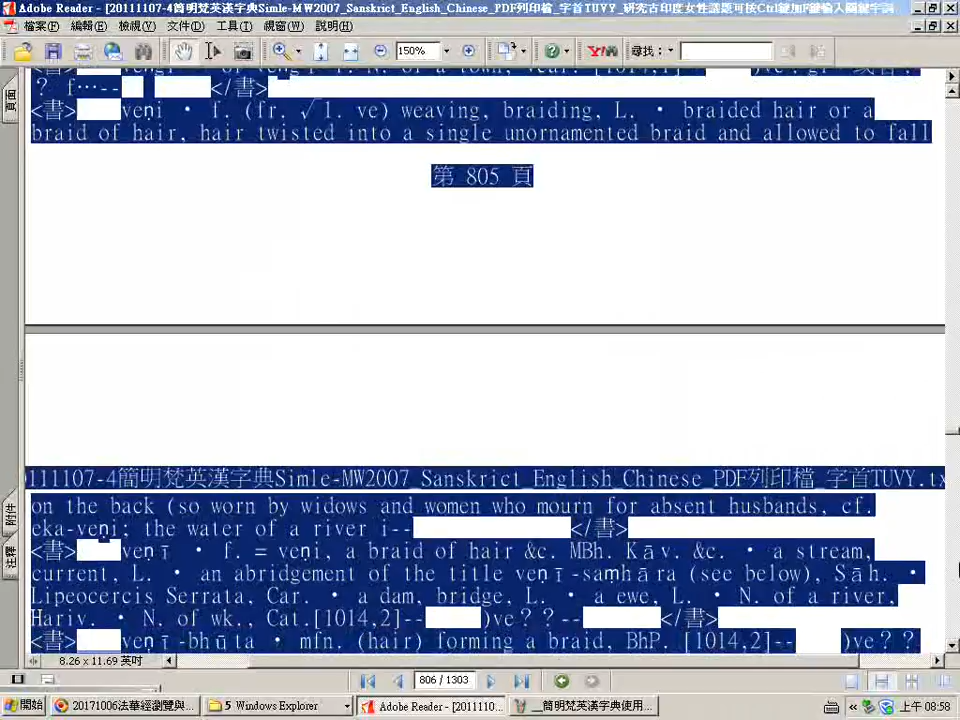 Adobe Reader - [20111107-4簡明梵英漢字典Simle-MW2007_Sanskrict_English_Chinese_PDF列印檔_字首TUVY_研究古印度女性議題可按Ctrl鍵加F鍵輸入關鍵字詞
檔案(F) 編輯(E) 檢視(V) 文件(D) 工具(T) 視窗(W) 說明(H)
150% 尋找:
頁面
? f…-- </書>
<書> veṇi • f. (fr. √1. ve) weaving, braiding, L. • braided hair or a
braid of hair, hair twisted into a single unornamented braid and allowed to fall
第 805 頁
)111107-4簡明梵英漢字典Simle-MW2007_Sanskrict_English_Chinese_PDF列印檔_字首TUVY.tx
on the back (so worn by widows and women who mourn for absent husbands, cf.
eka-veṇi; the water of a river i-- </書>
<書> veṇī • f. = veṇi, a braid of hair &c. MBh. Kāv. &c. • a stream,
current, L. • an abridgement of the title veṇī-saṃhāra (see below), Sāh. •
Lipeocercis Serrata, Car. • a dam, bridge, L. • a ewe, L. • N. of a river,
Hariv. • N. of wk., Cat.[1014,2]-- )ve??-- </書>
<書> veṇī-bhūta • mfn. (hair) forming a braid, BhP. [1014,2]-- )ve??
附件
注釋
8.26 x 11.69 英吋
806 / 1303
開始 20171006法華經瀏覽與... 5 Windows Explorer Adobe Reader - [2011110... __簡明梵英漢字典使用... 上午 08:58